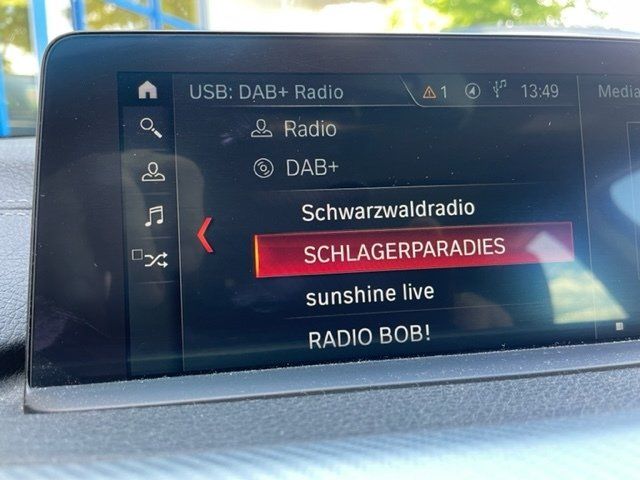 USB: DAB+ Radio
1
13:49
Media
Radio
DAB+
Schwarzwaldradio
SCHLAGERPARADIES
sunshine live
RADIO BOB!